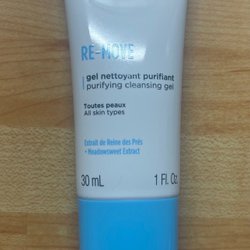 RE-MOVE
gel nettoyant purifiant
purifying cleansing gel
Toutes peaux
All skin types
Extrait de Reine des Prés
+ Meadowsweet Extract
30 mL 1 Fl. Oz.